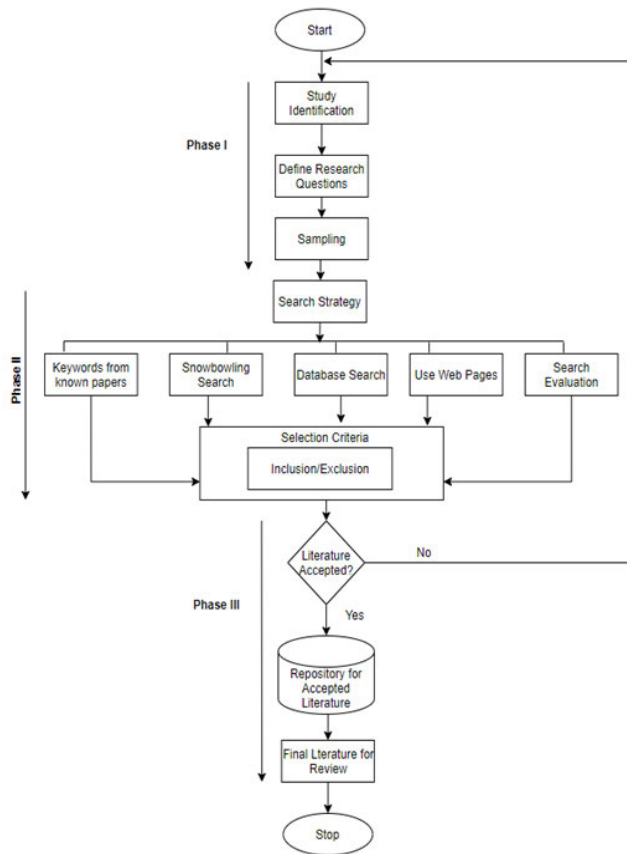 Start
Study
Identification
Phase I
Define Research
Questions
Sampling
Search Strategy
Phase II
Keywords from
known papers
Snowbowling
Search
Database Search
Use Web Pages
Search
Evaluation
Selection Criteria
Inclusion/Exclusion
Literature
Accepted?
No
Phase III
Yes
Repository for
Accepted
Literature
Final Lterature for
Review
Stop